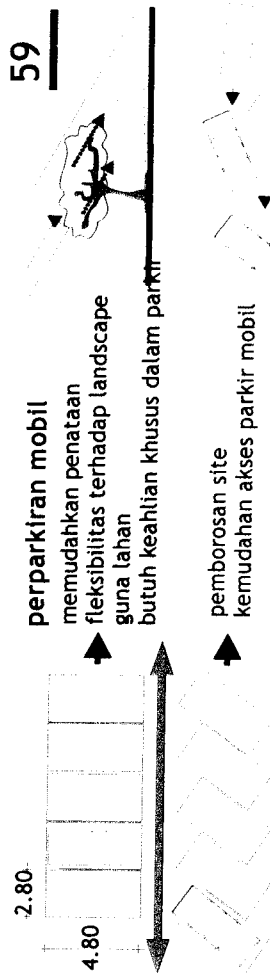 59
perparkiran mobil
memudahkan penataan
fleksibilitas terhadap landscape
guna lahan
butuh keahlian khusus dalam parkir
2.80
4.80
pemborosan site
kemudahan akses parkir mobil